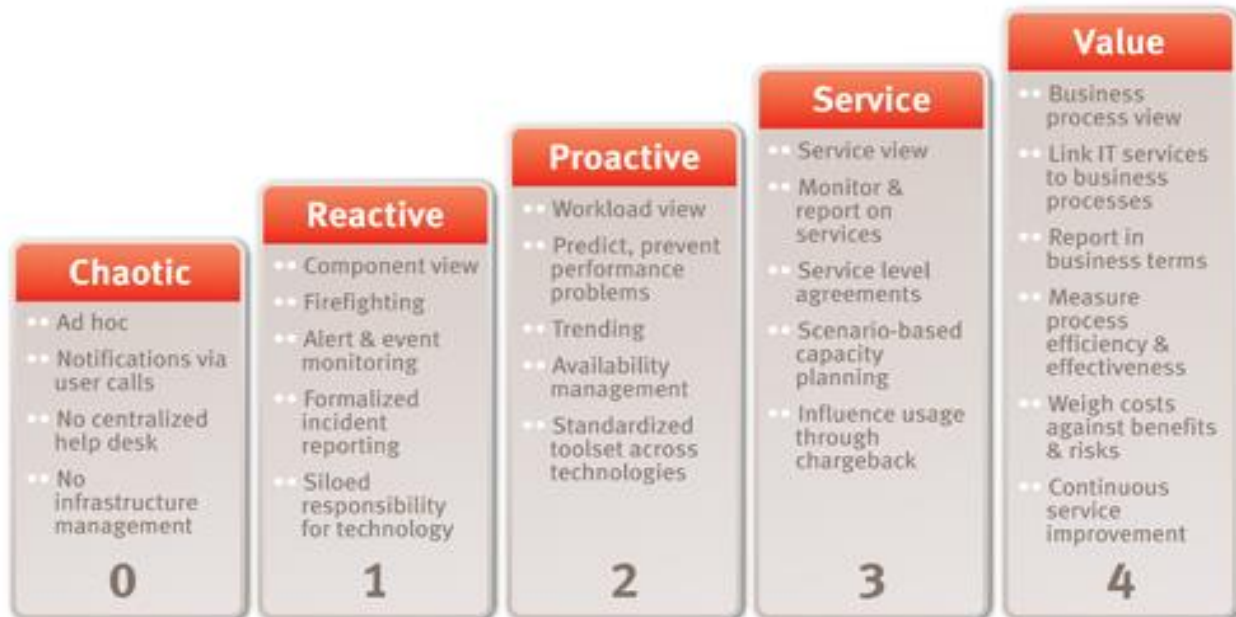 Chaotic
Ad hoc
Notifications via
user calls
No centralized
help desk
No
infrastructure
management
0
Reactive
Component view
Firefighting
Alert & event
monitoring
Formalized
incident
reporting
Siloed
responsibility
for technology
1
Proactive
Workload view
Predict, prevent
performance
problems
Trending
Availability
management
Standardized
toolset across
technologies
2
Service
Service view
Monitor &
report on
services
Service level
agreements
Scenario-based
capacity
planning
Influence usage
through
chargeback
3
Value
Business
process view
Link IT services
to business
processes
Report in
business terms
Measure
process
efficiency &
effectiveness
Weigh costs
against benefits
& risks
Continuous
service
improvement
4